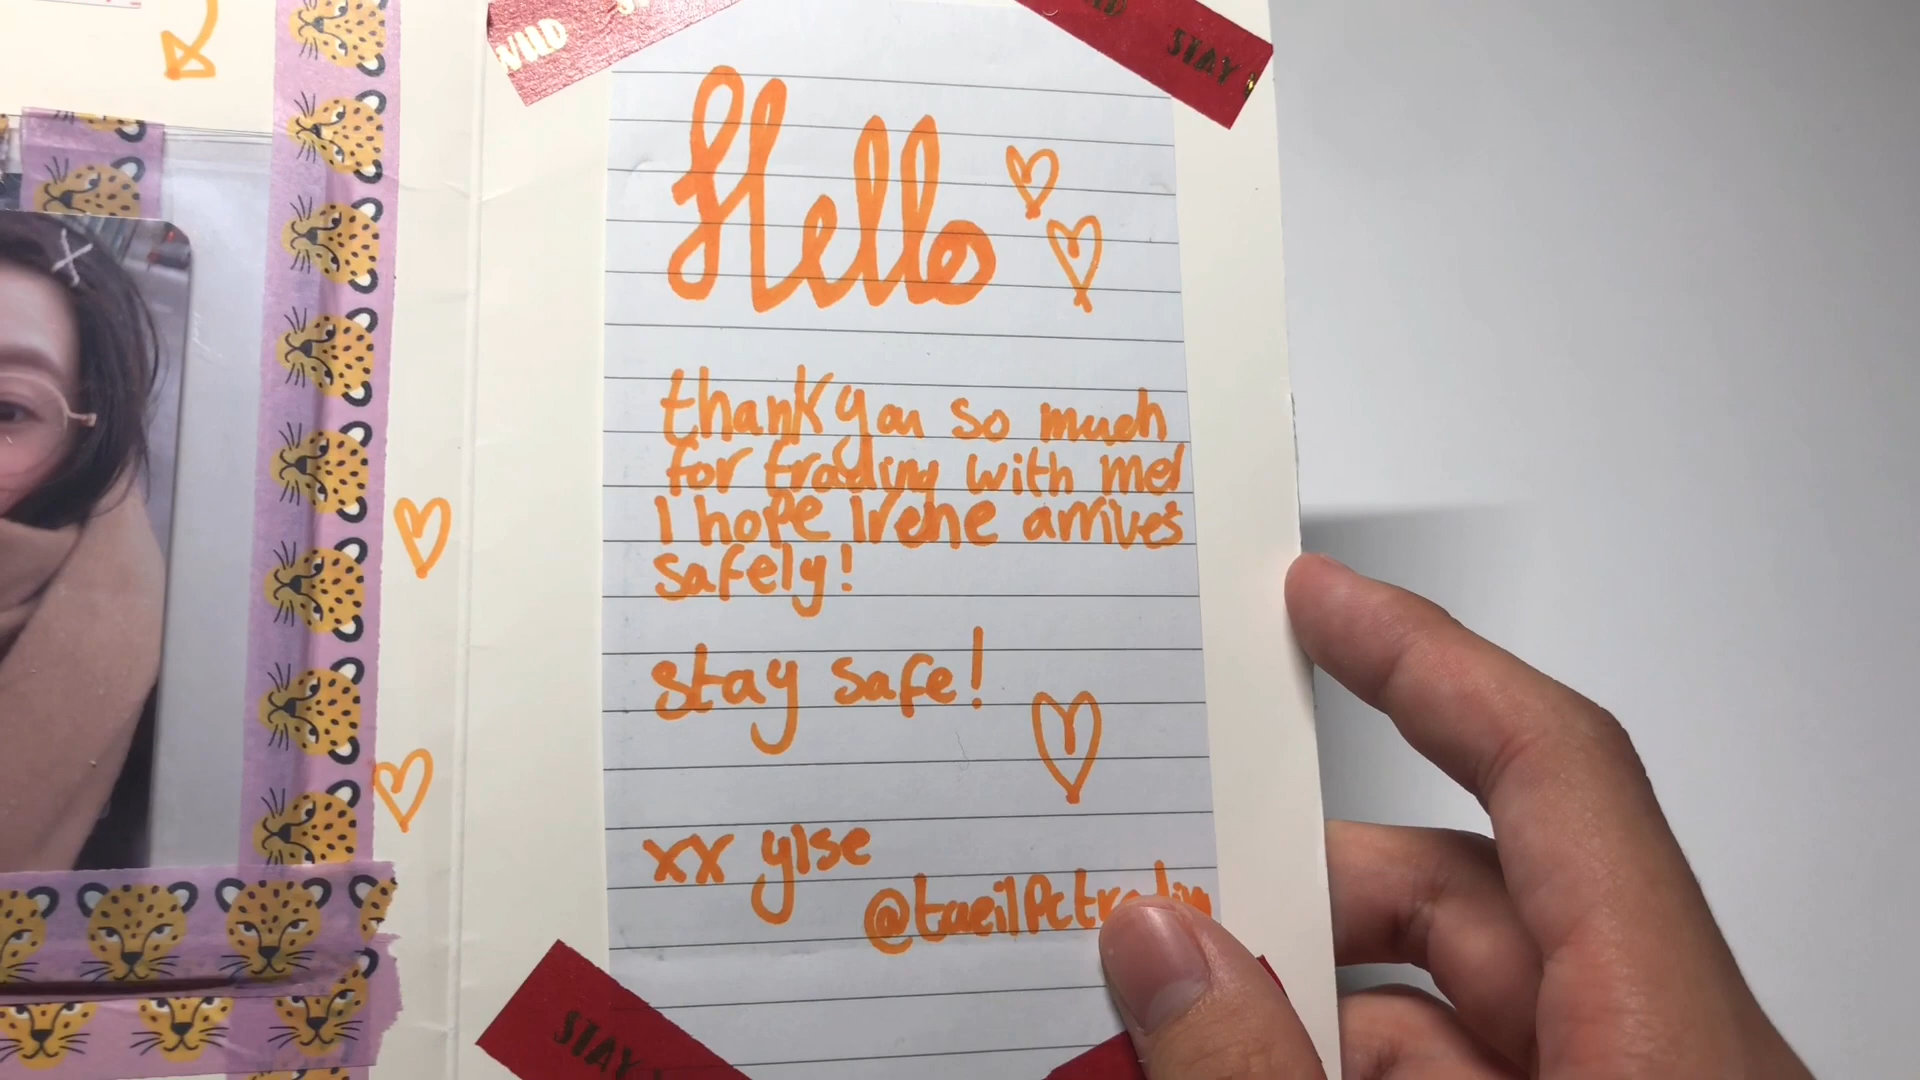 WILD
STAY
Hello
thank you so much
for trading with me!
I hope Irene arrives
safely!
stay safe!
xx ylse
@taeilpctradin
STAY